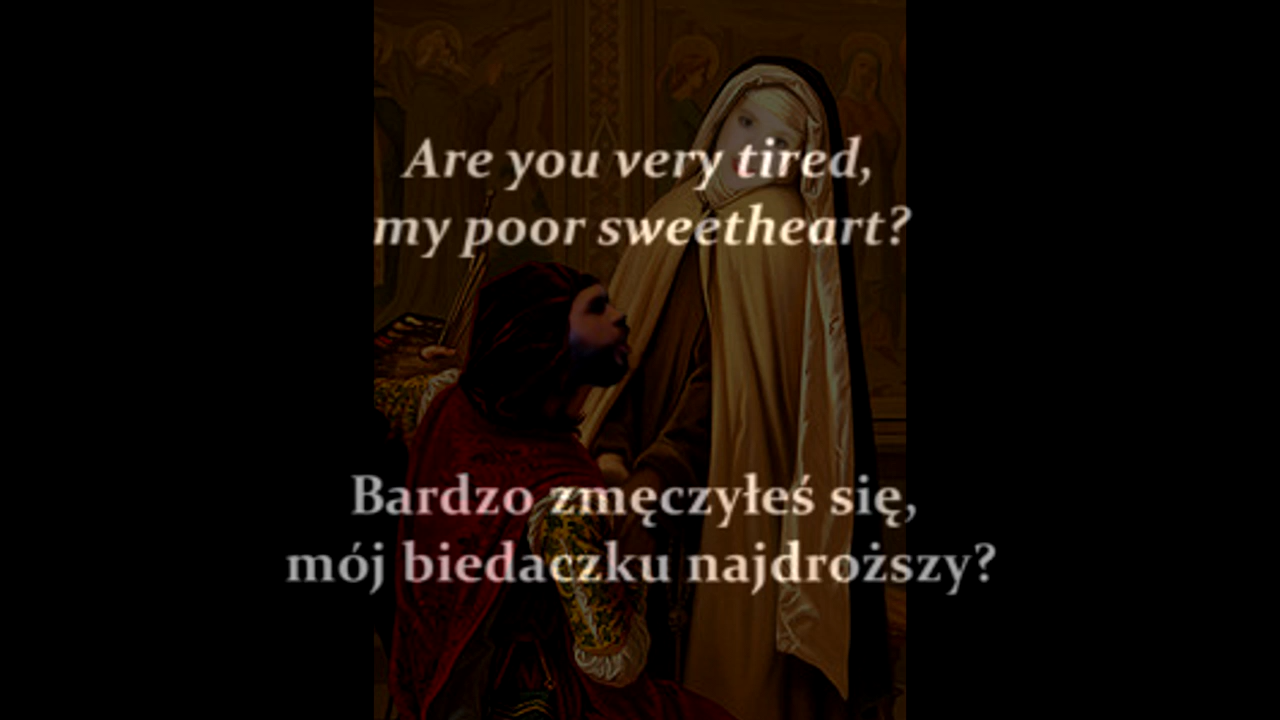 Are you very tired,
my poor sweetheart?
Bardzo zmęczyłeś się,
mój biedaczku najdroższy?